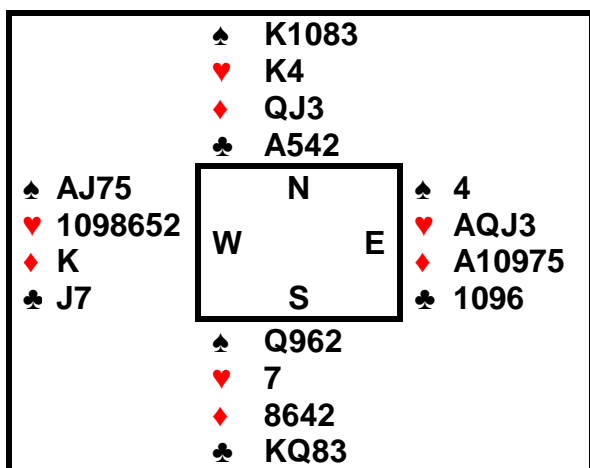 ♠ K1083
♥ K4
♦ QJ3
♣ A542
♠ AJ75 N ♠ 4
♥ 1098652 ♥ AQJ3
W E
♦ K ♦ A10975
♣ J7 S ♣ 1096
♠ Q962
♥ 7
♦ 8642
♣ KQ83